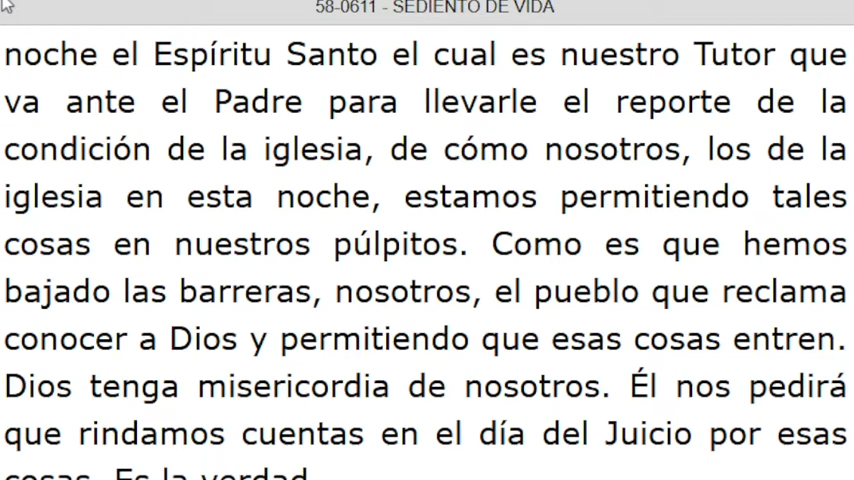 58-0611 - SEDIENTO DE VIDA
noche el Espíritu Santo el cual es nuestro Tutor que
va ante el Padre para llevarle el reporte de la
condición de la iglesia, de cómo nosotros, los de la
iglesia en esta noche, estamos permitiendo tales
cosas en nuestros púlpitos. Como es que hemos
bajado las barreras, nosotros, el pueblo que reclama
conocer a Dios y permitiendo que esas cosas entren.
Dios tenga misericordia de nosotros. Él nos pedirá
que rindamos cuentas en el día del Juicio por esas
cosas. Es la verdad